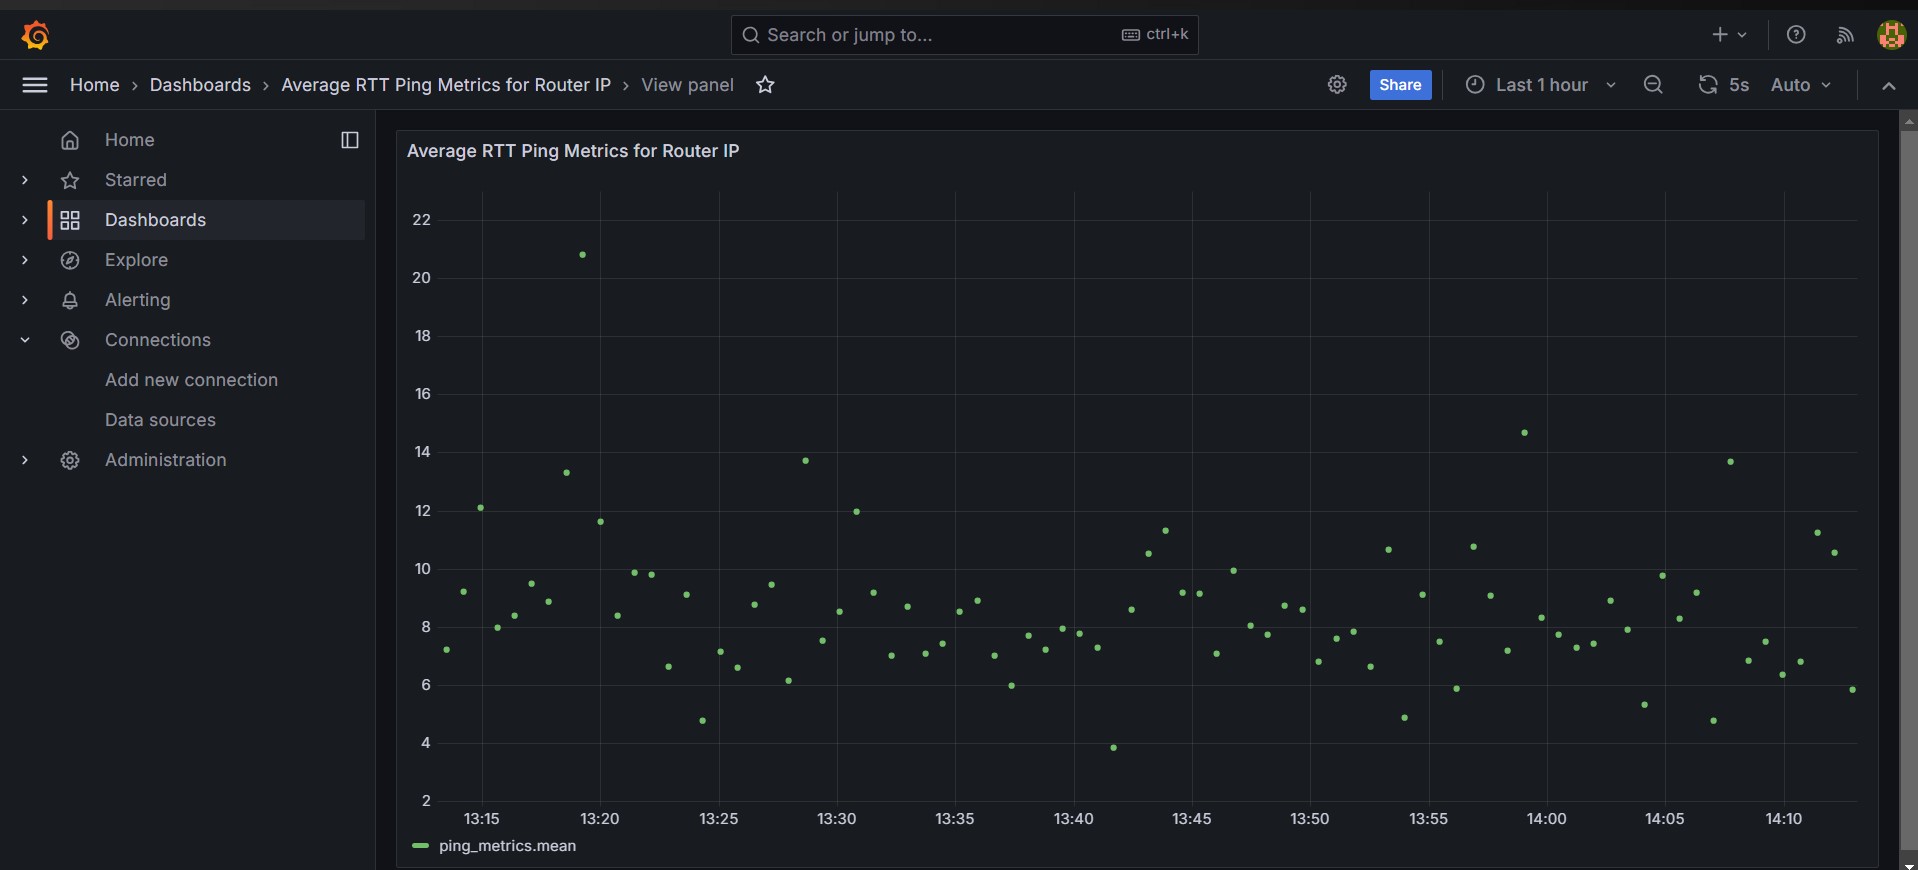 Search or jump to... ctrl+k
Home › Dashboards › Average RTT Ping Metrics for Router IP › View panel
Share
Last 1 hour
5s
Auto
Home
Starred
Dashboards
Explore
Alerting
Connections
Add new connection
Data sources
Administration
Average RTT Ping Metrics for Router IP
22
20
18
16
14
12
10
8
6
4
2
13:15 13:20 13:25 13:30 13:35 13:40 13:45 13:50 13:55 14:00 14:05 14:10
ping_metrics.mean